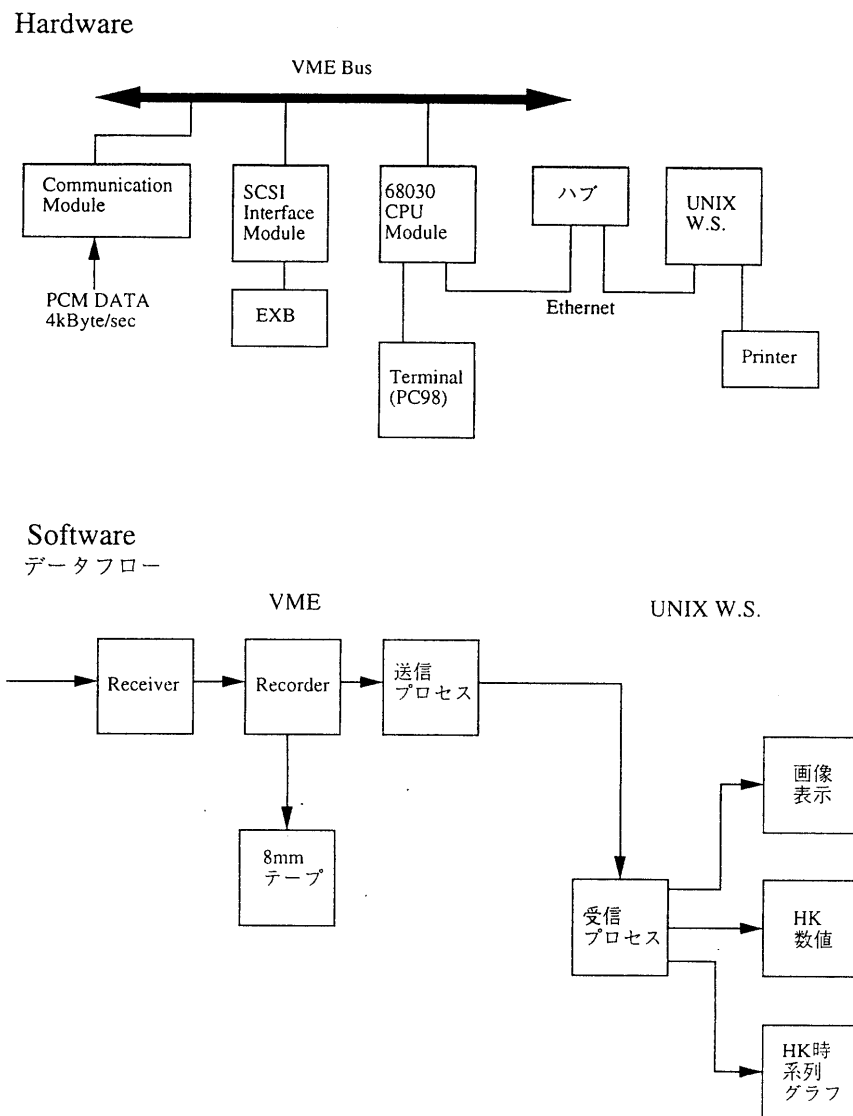 Hardware
VME Bus
Communication
Module
SCSI
Interface
Module
68030
CPU
Module
ハブ
UNIX
W.S.
PCM DATA
4kByte/sec
EXB
Ethernet
Terminal
(PC98)
Printer
Software
データフロー
VME
UNIX W.S.
Receiver
Recorder
送信
プロセス
画像
表示
8mm
テープ
受信
プロセス
HK
数値
HK時
系列
グラフ